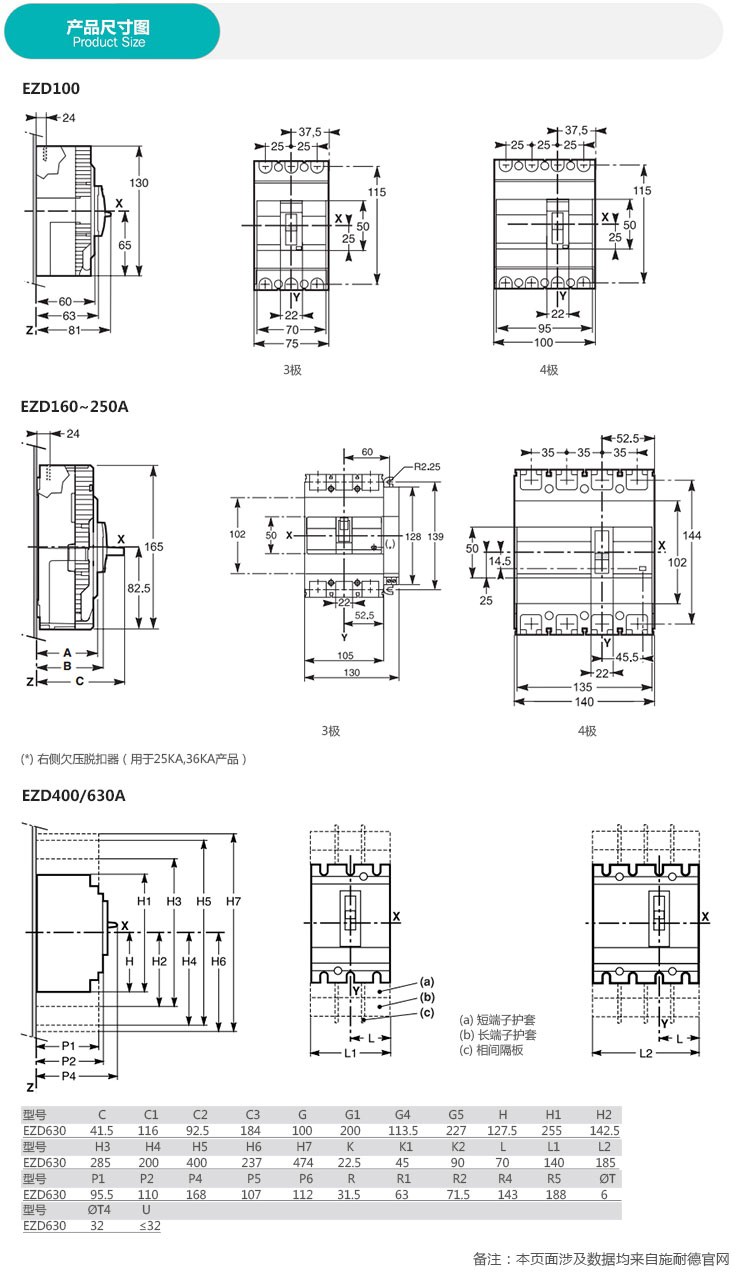 产品尺寸图
Product Size
EZD100
24
X
130
65
60
63
Z
81
37,5
25 25
115
X
50
25
Y
22
70
75
3极
37,5
25 25 25
115
X
50
25
Y
22
95
100
4极
EZD160~250A
24
X
165
82.5
A
B
Z
C
60
R2.25
102
X
50
128
139
(,)
22
52,5
Y
105
130
3极
52.5
35 35 35
144
50
X
14.5
102
25
Y
45.5
22
135
140
4极
(*) 右侧欠压脱扣器（用于25KA,36KA产品）
EZD400/630A
H1
H3
H5
H7
X
H
H2
H4
H6
P1
P2
P4
Z
X
Y
(a)
(b)
(c)
L
L1
(a) 短端子护套
(b) 长端子护套
(c) 相间隔板
X
Y
L
L2
型号 C C1 C2 C3 G G1 G4 G5 H H1 H2
EZD630 41.5 116 92.5 184 100 200 113.5 227 127.5 255 142.5
型号 H3 H4 H5 H6 H7 K K1 K2 L L1 L2
EZD630 285 200 400 237 474 22.5 45 90 70 140 185
型号 P1 P2 P4 P5 P6 R R1 R2 R4 R5 ØT
EZD630 95.5 110 168 107 112 31.5 63 71.5 143 188 6
型号 ØT4 U
EZD630 32 ≤32
备注：本页面涉及数据均来自施耐德官网